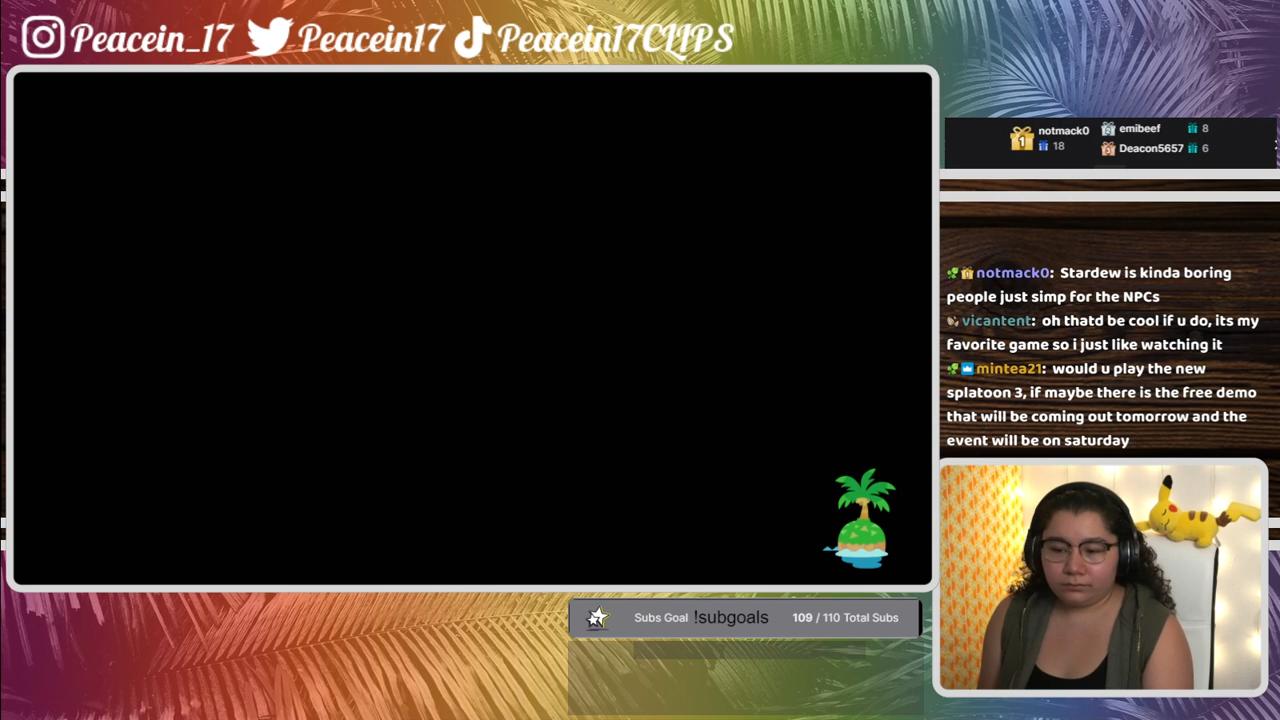 Peacein_17 Peacein17 Peacein17CLIPS
1 notmack0 18
2 emibeef 8
3 Deacon5657 6
notmack0: Stardew is kinda boring
people just simp for the NPCs
vicantent: oh thatd be cool if u do, its my
favorite game so i just like watching it
mintea21: would u play the new
splatoon 3, if maybe there is the free demo
that will be coming out tomorrow and the
event will be on saturday
Subs Goal !subgoals 109 / 110 Total Subs